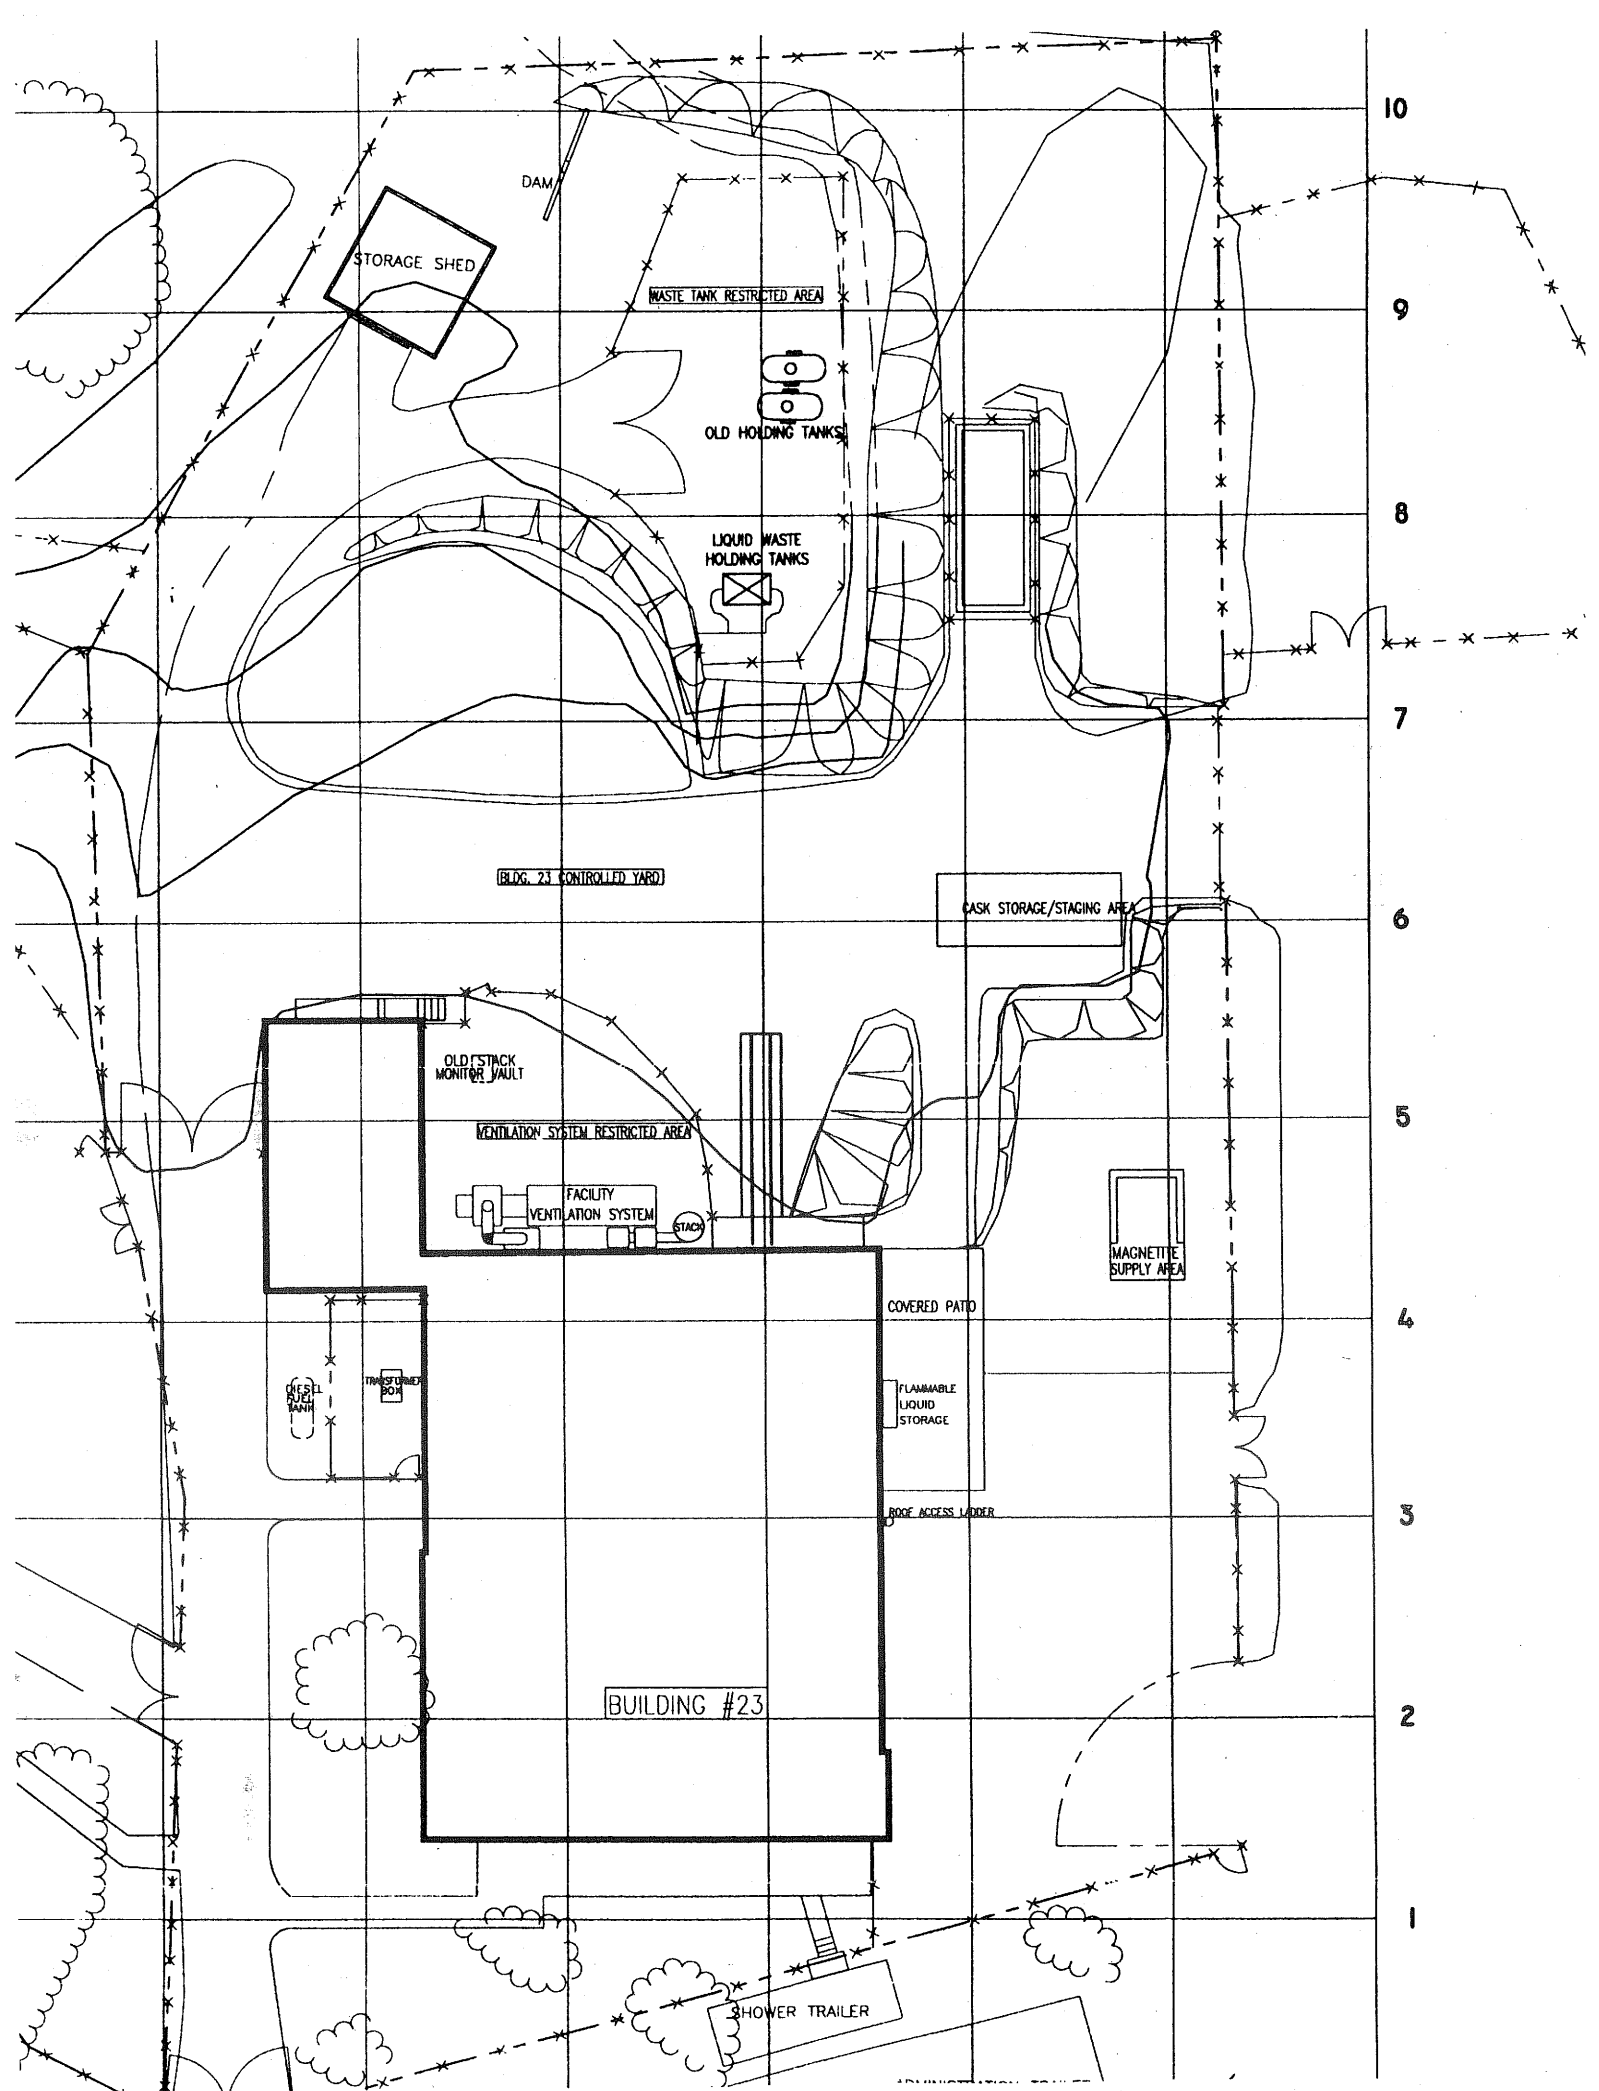 10
DAM
STORAGE SHED
WASTE TANK RESTRICTED AREA
9
OLD HOLDING TANKS
8
LIQUID WASTE
HOLDING TANKS
7
BLDG. 23 CONTROLLED YARD
CASK STORAGE/STAGING AREA
6
OLD STACK
MONITOR VAULT
5
VENTILATION SYSTEM RESTRICTED AREA
FACILITY
VENTILATION SYSTEM
STACK
MAGNETITE
SUPPLY AREA
COVERED PATIO
4
DIESEL
FUEL
TANK
TRANSFORMER
BOX
FLAMMABLE
LIQUID
STORAGE
ROOF ACCESS LADDER
3
BUILDING #23
2
1
SHOWER TRAILER
ADMINISTRATION TRAILER